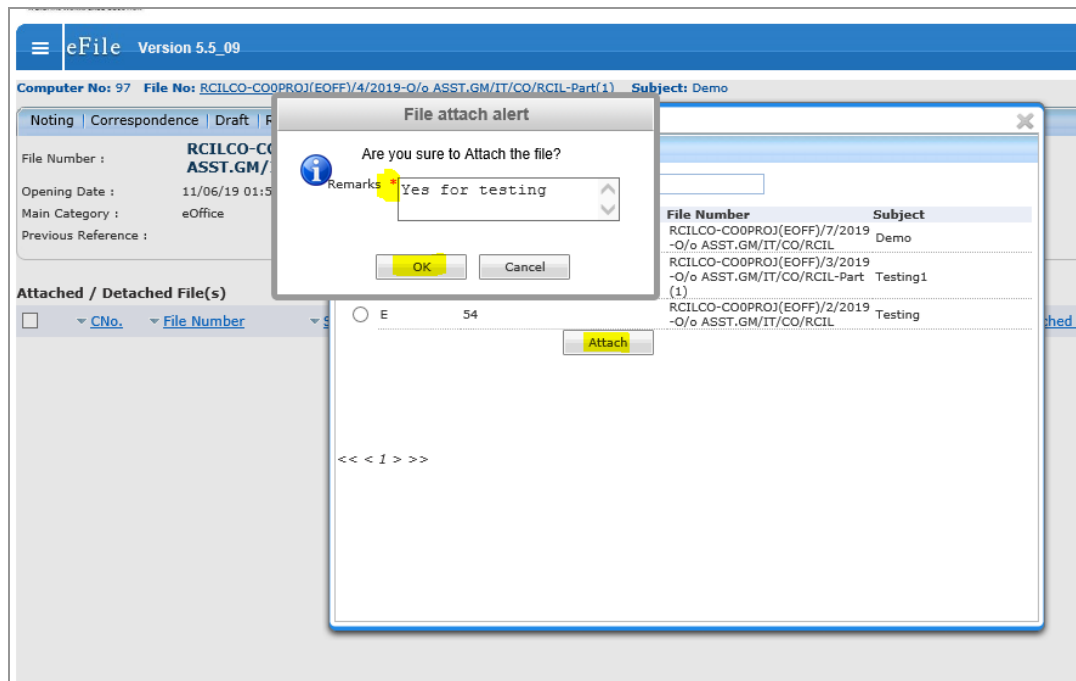 eFile Version 5.5_09
Computer No: 97 File No: RCILCO-CO0PROJ(EOFF)/4/2019-O/o ASST.GM/IT/CO/RCIL-Part(1) Subject: Demo
Noting | Correspondence | Draft | R
File attach alert
File Number :
RCILCO-CO
ASST.GM/
Are you sure to Attach the file?
Opening Date : 11/06/19 01:5
Remarks * Yes for testing
Main Category : eOffice
Previous Reference :
OK Cancel
File Number Subject
RCILCO-CO0PROJ(EOFF)/7/2019
-O/o ASST.GM/IT/CO/RCIL Demo
RCILCO-CO0PROJ(EOFF)/3/2019
-O/o ASST.GM/IT/CO/RCIL-Part Testing1
(1)
Attached / Detached File(s)
CNo. File Number S
E 54
RCILCO-CO0PROJ(EOFF)/2/2019
-O/o ASST.GM/IT/CO/RCIL Testing
ched
Attach
<< < 1 > >>